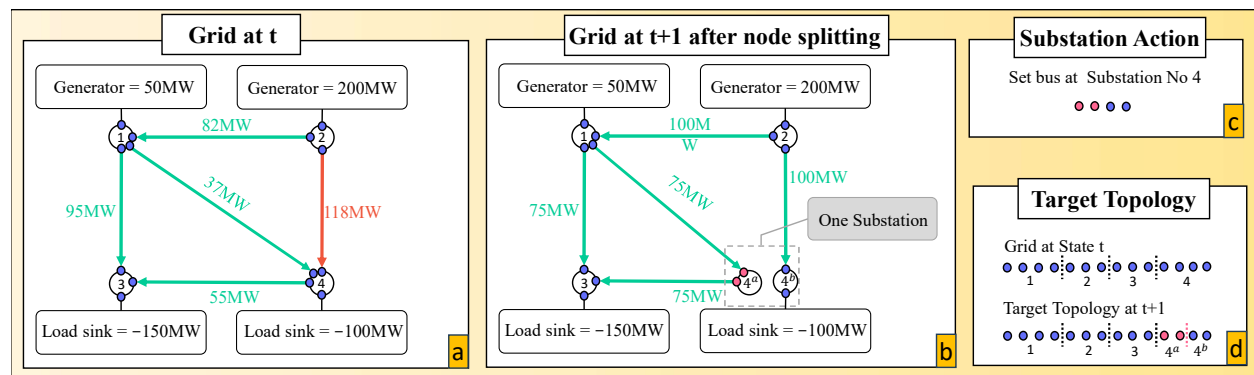 Grid at t
Generator = 50MW
Generator = 200MW
1
82MW
2
95MW
37MW
118MW
3
55MW
4
Load sink = −150MW
Load sink = −100MW
a
Grid at t+1 after node splitting
Generator = 50MW
Generator = 200MW
1
100M
W
2
75MW
75MW
100MW
One Substation
3
75MW
4ᵃ
4ᵇ
Load sink = −150MW
Load sink = −100MW
b
Substation Action
Set bus at Substation No 4
c
Target Topology
Grid at State t
1 2 3 4
Target Topology at t+1
1 2 3 4ᵃ 4ᵇ
d